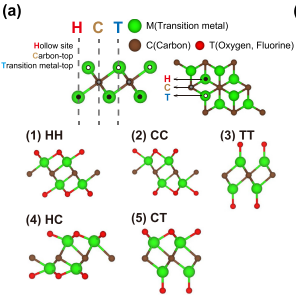 (a)
H C T
M(Transition metal)
Hollow site
Carbon-top
Transition metal-top
C(Carbon) T(Oxygen, Fluorine)
H
C
T
(1) HH (2) CC (3) TT
(4) HC (5) CT
(